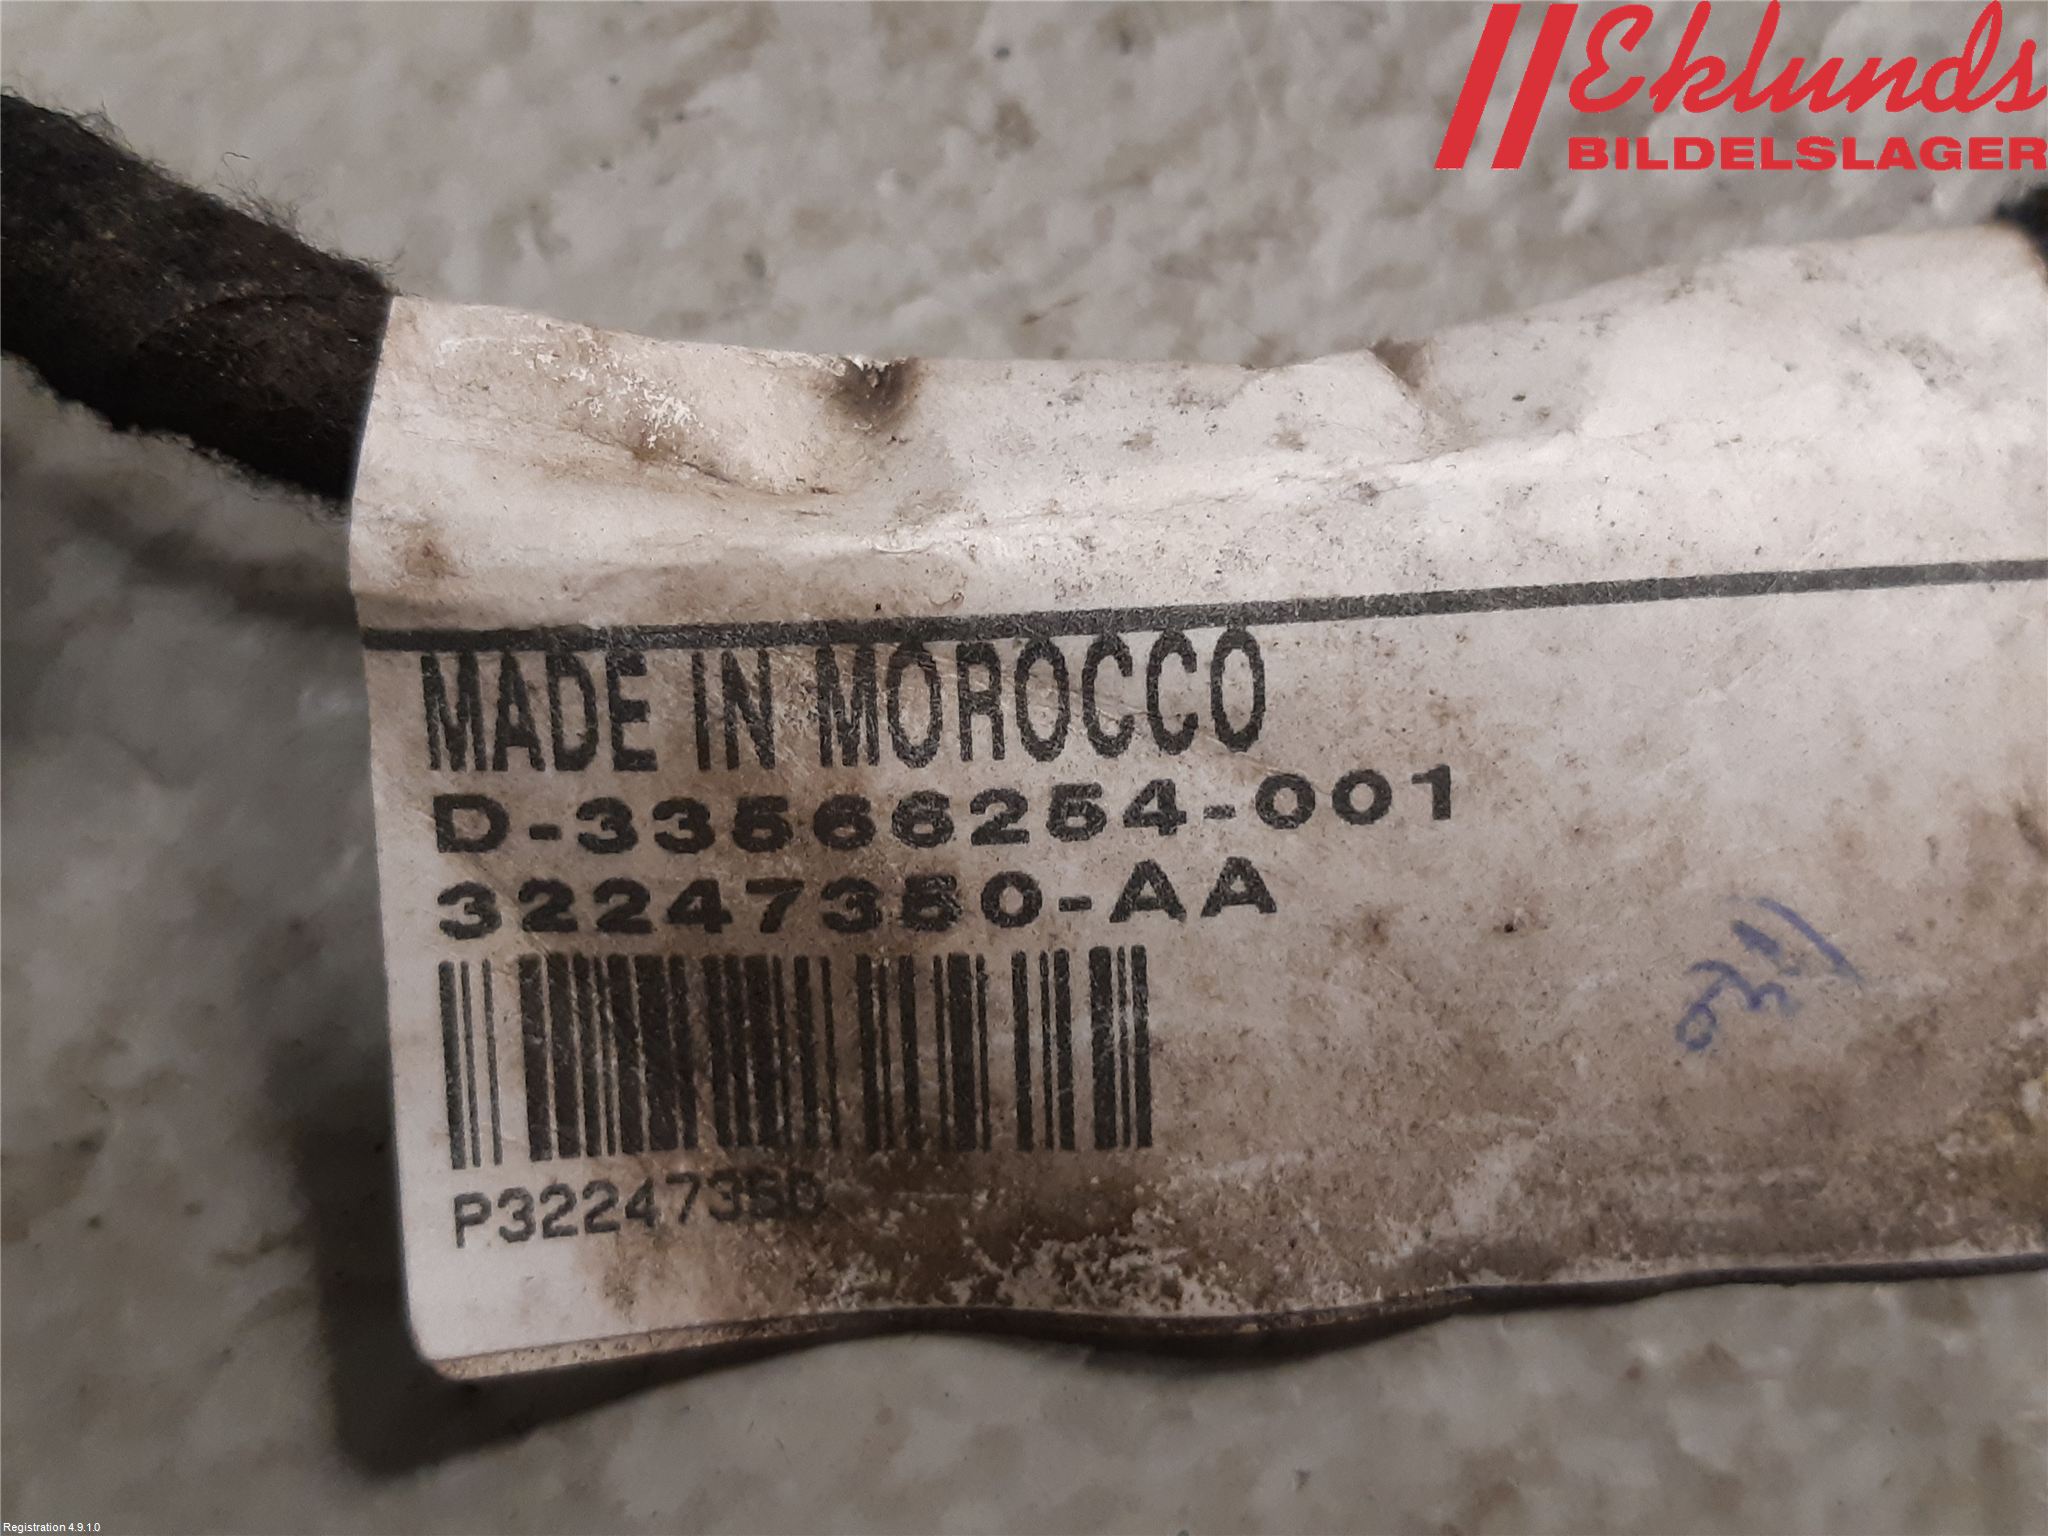 Eklunds
BILDELSLAGER
MADE IN MOROCCO
D-33566254-001
32247350-AA
P32247350
Registration 4.9.1.0